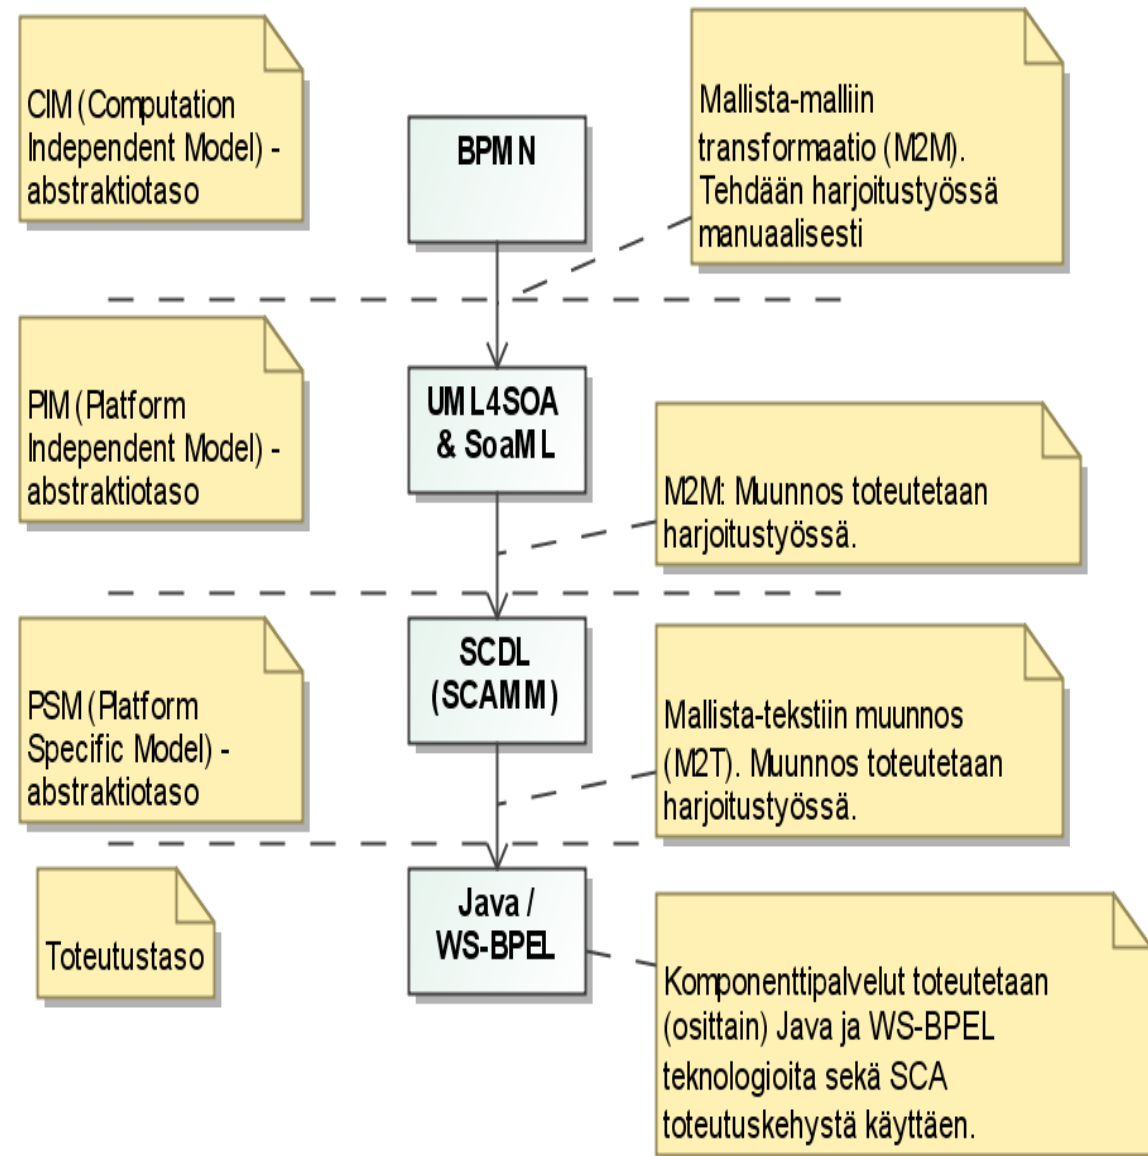 CIM (Computation
Independent Model) -
abstraktiotaso
BPMN
Mallista-malliin
transformaatio (M2M).
Tehdään harjoitustyössä
manuaalisesti
PIM (Platform
Independent Model) -
abstraktiotaso
UML4SOA
& SoaML
M2M: Muunnos toteutetaan
harjoitustyössä.
PSM (Platform
Specific Model) -
abstraktiotaso
SCDL
(SCAMM)
Mallista-tekstiin muunnos
(M2T). Muunnos toteutetaan
harjoitustyössä.
Toteutustaso
Java /
WS-BPEL
Komponenttipalvelut toteutetaan
(osittain) Java ja WS-BPEL
teknologioita sekä SCA
toteutuskehystä käyttäen.